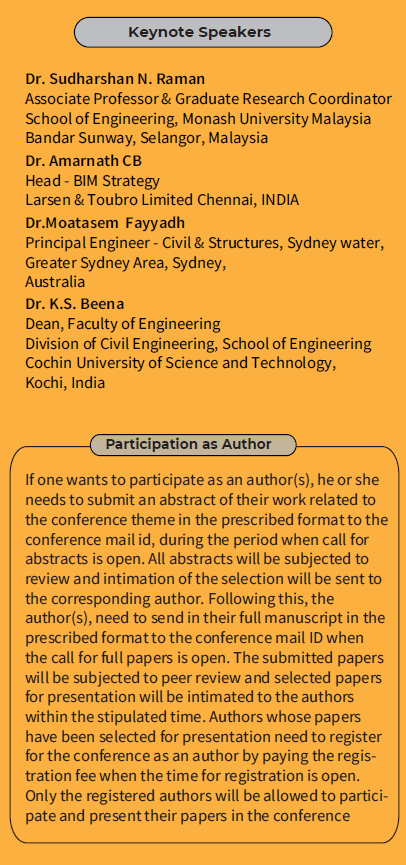 Keynote Speakers
Dr. Sudharshan N. Raman
Associate Professor & Graduate Research Coordinator
School of Engineering, Monash University Malaysia
Bandar Sunway, Selangor, Malaysia
Dr. Amarnath CB
Head - BIM Strategy
Larsen & Toubro Limited Chennai, INDIA
Dr.Moatasem Fayyadh
Principal Engineer - Civil & Structures, Sydney water,
Greater Sydney Area, Sydney,
Australia
Dr. K.S. Beena
Dean, Faculty of Engineering
Division of Civil Engineering, School of Engineering
Cochin University of Science and Technology,
Kochi, India
Participation as Author
If one wants to participate as an author(s), he or she
needs to submit an abstract of their work related to
the conference theme in the prescribed format to the
conference mail id, during the period when call for
abstracts is open. All abstracts will be subjected to
review and intimation of the selection will be sent to
the corresponding author. Following this, the
author(s), need to send in their full manuscript in the
prescribed format to the conference mail ID when
the call for full papers is open. The submitted papers
will be subjected to peer review and selected papers
for presentation will be intimated to the authors
within the stipulated time. Authors whose papers
have been selected for presentation need to register
for the conference as an author by paying the regis-
tration fee when the time for registration is open.
Only the registered authors will be allowed to partici-
pate and present their papers in the conference